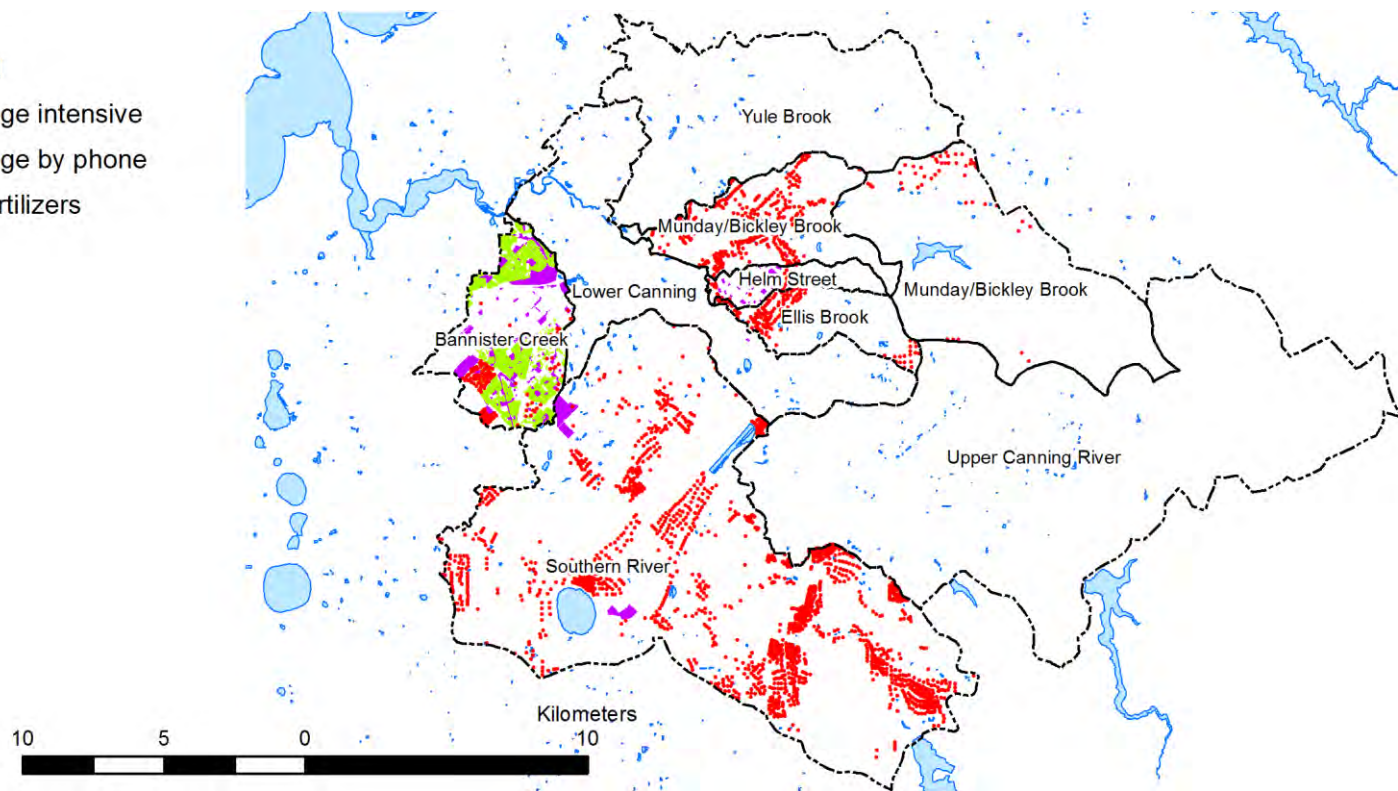 ge intensive
ge by phone
rtilizers
Yule Brook
Munday/Bickley Brook
Helm Street
Lower Canning
Munday/Bickley Brook
Ellis Brook
Bannister Creek
Upper Canning River
Southern River
Kilometers
10 5 0 10